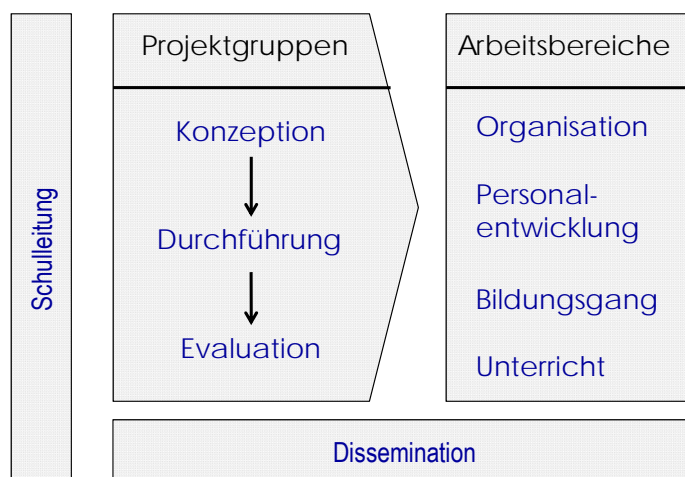 Schulleitung
Projektgruppen
Konzeption
Durchführung
Evaluation
Arbeitsbereiche
Organisation
Personal-
entwicklung
Bildungsgang
Unterricht
Dissemination